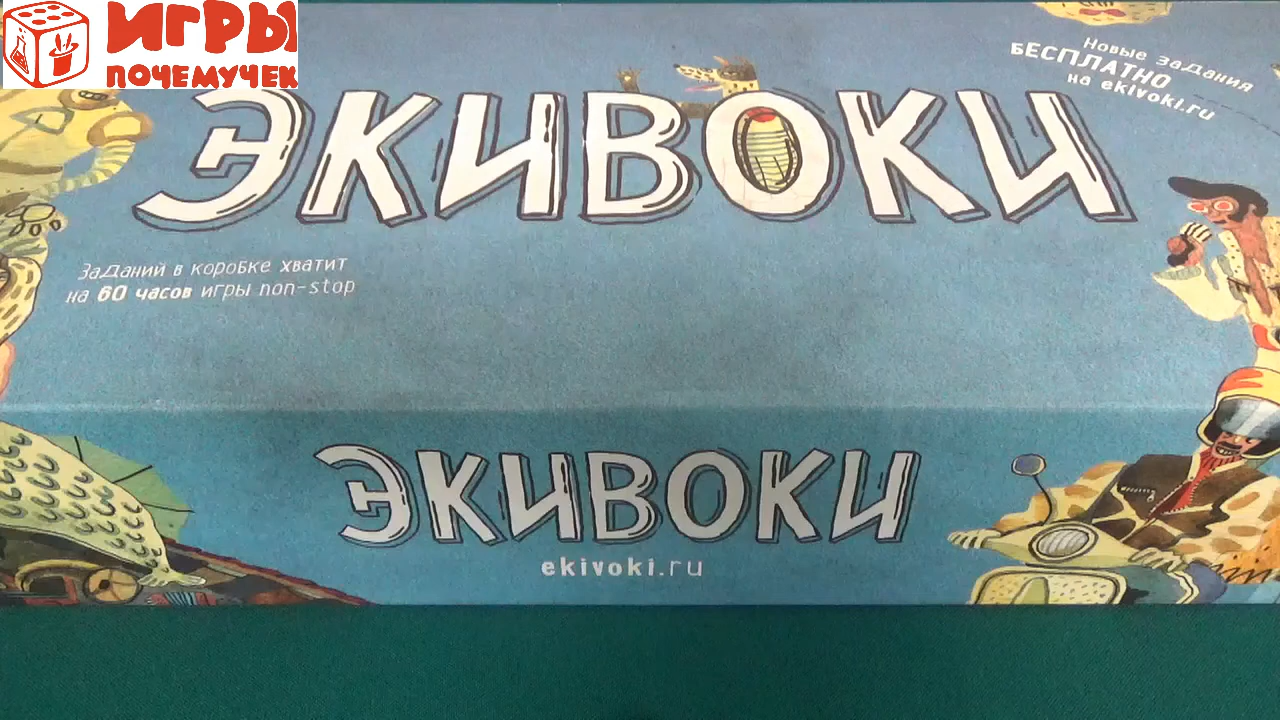 ИГРЫ
ПОЧЕМУЧЕК
Новые задания
БЕСПЛАТНО
на ekivoki.ru
ЭКИВОКИ
Заданий в коробке хватит
на 60 часов игры non-stop
ЭКИВОКИ
ekivoki.ru